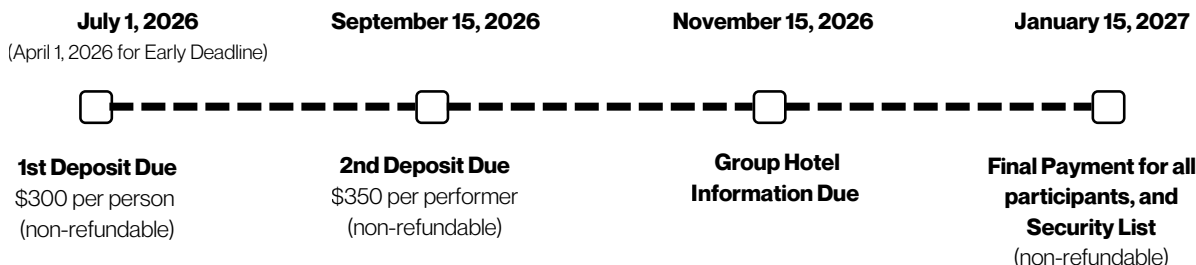 July 1, 2026
(April 1, 2026 for Early Deadline)
September 15, 2026
November 15, 2026
January 15, 2027
1st Deposit Due
$300 per person
(non-refundable)
2nd Deposit Due
$350 per performer
(non-refundable)
Group Hotel
Information Due
Final Payment for all
participants, and
Security List
(non-refundable)